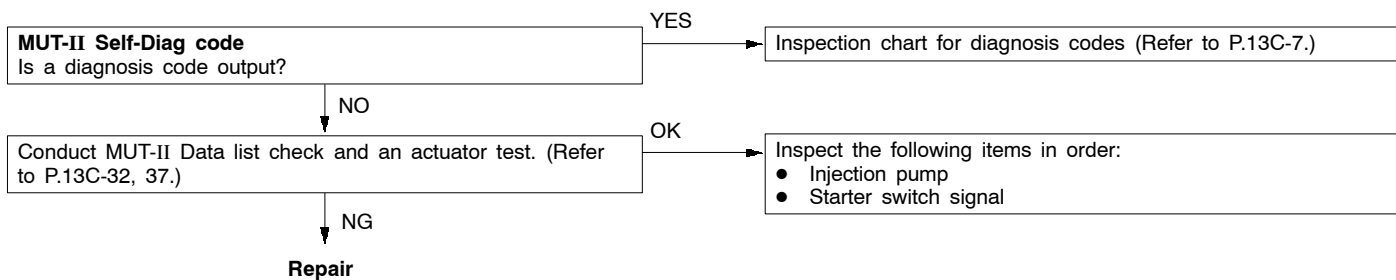 MUT-II Self-Diag code
Is a diagnosis code output?
YES
Inspection chart for diagnosis codes (Refer to P.13C-7.)
NO
Conduct MUT-II Data list check and an actuator test. (Refer
to P.13C-32, 37.)
OK
Inspect the following items in order:
● Injection pump
● Starter switch signal
NG
Repair